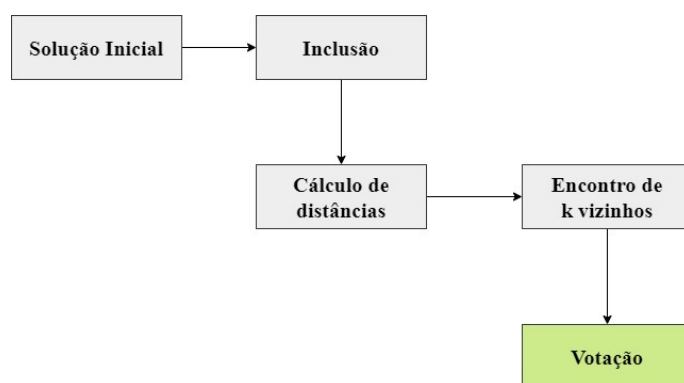 Solução Inicial
Inclusão
Cálculo de
distâncias
Encontro de
k vizinhos
Votação